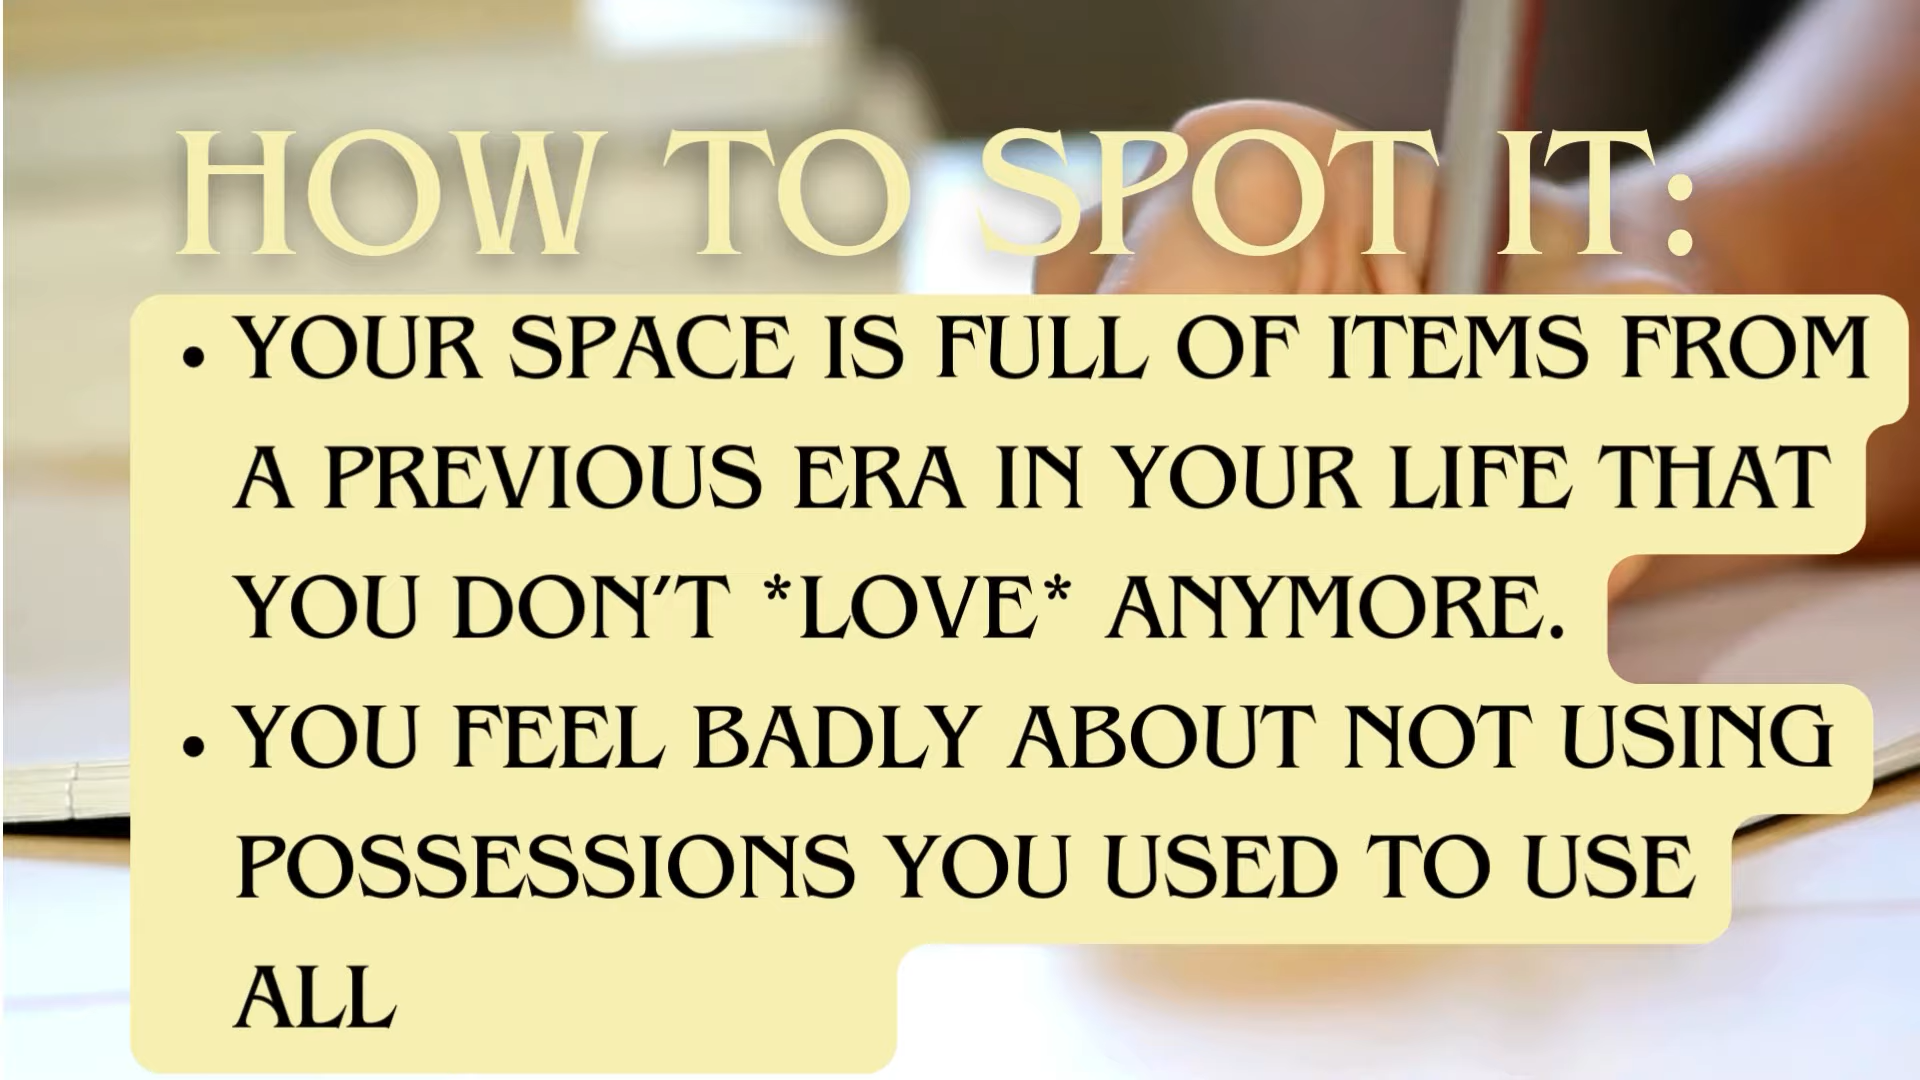 HOW TO SPOT IT:
• YOUR SPACE IS FULL OF ITEMS FROM
A PREVIOUS ERA IN YOUR LIFE THAT
YOU DON'T *LOVE* ANYMORE.
• YOU FEEL BADLY ABOUT NOT USING
POSSESSIONS YOU USED TO USE
ALL